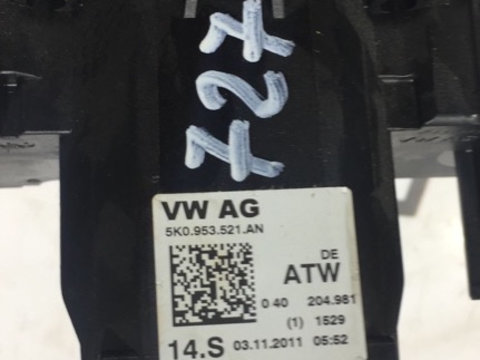 727
VW AG
5K0.953.521.AN
DE
ATW
0 40 204.981
(1) 1529
14.S 03.11.2011 05:52